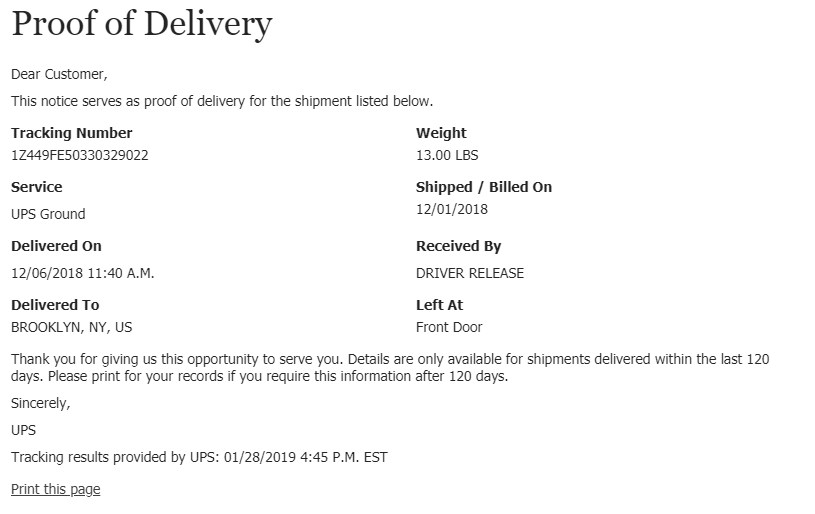 Proof of Delivery
Dear Customer,
This notice serves as proof of delivery for the shipment listed below.
Tracking Number
1Z449FE50330329022
Weight
13.00 LBS
Service
UPS Ground
Shipped / Billed On
12/01/2018
Delivered On
12/06/2018 11:40 A.M.
Received By
DRIVER RELEASE
Delivered To
BROOKLYN, NY, US
Left At
Front Door
Thank you for giving us this opportunity to serve you. Details are only available for shipments delivered within the last 120
days. Please print for your records if you require this information after 120 days.
Sincerely,
UPS
Tracking results provided by UPS: 01/28/2019 4:45 P.M. EST
Print this page